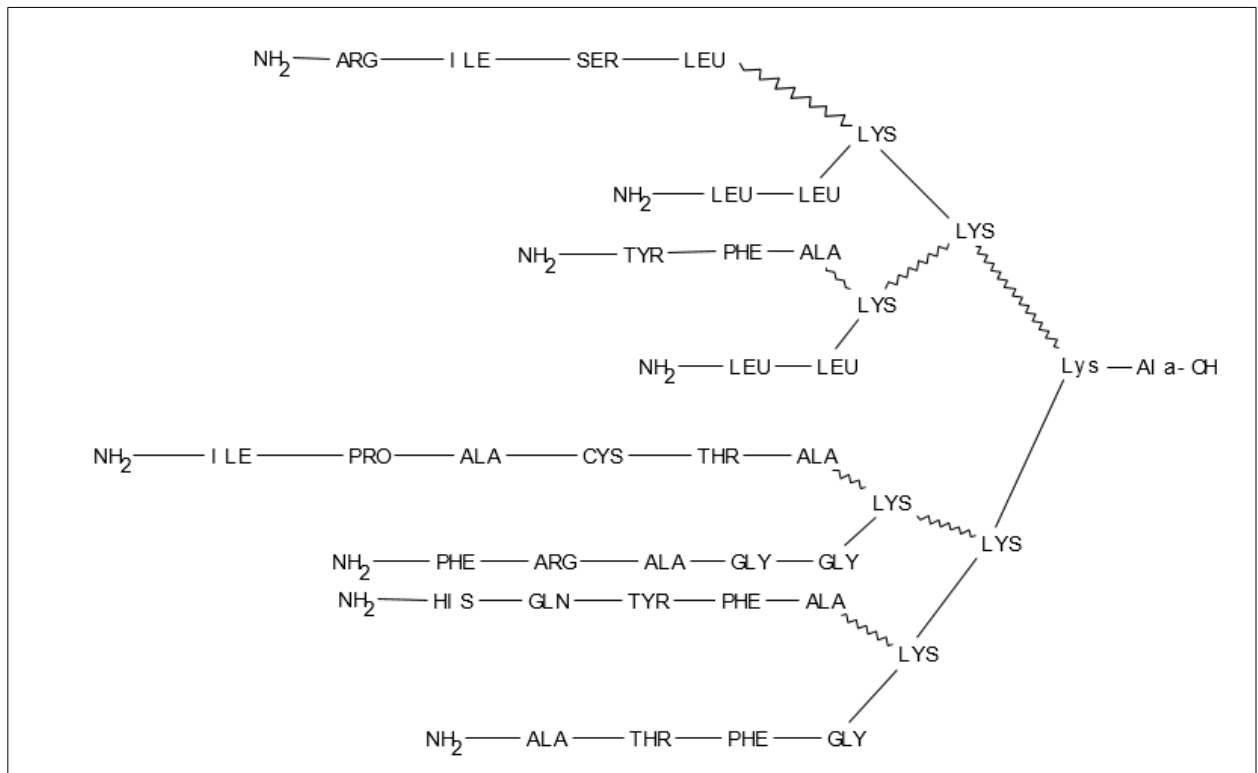 NH2 ARG ILE SER LEU
LYS
NH2 LEU LEU
LYS
NH2 TYR PHE ALA
LYS
NH2 LEU LEU
Lys Ala-OH
NH2 ILE PRO ALA CYS THR ALA
LYS
LYS
NH2 PHE ARG ALA GLY GLY
NH2 HIS GLN TYR PHE ALA
LYS
NH2 ALA THR PHE GLY